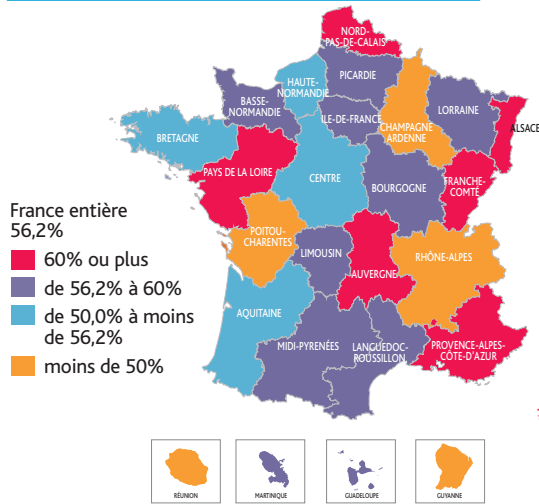 NORD-
PAS-DE-CALAIS
PICARDIE
HAUTE-
NORMANDIE
BASSE-
NORMANDIE
ILE-DE-FRANCE
CHAMPAGNE
ARDENNE
LORRAINE
ALSACE
BRETAGNE
PAYS DE LA LOIRE
CENTRE
BOURGOGNE
FRANCHE-
COMTÉ
POITOU-
CHARENTES
LIMOUSIN
AUVERGNE
RHÔNE-ALPES
AQUITAINE
MIDI-PYRENÉES
LANGUEDOC-
ROUSSILLON
PROVENCE-ALPES-
CÔTE-D'AZUR
France entière
56,2%
60% ou plus
de 56,2% à 60%
de 50,0% à moins
de 56,2%
moins de 50%
RÉUNION
MARTINIQUE
GUADELOUPE
GUYANNE